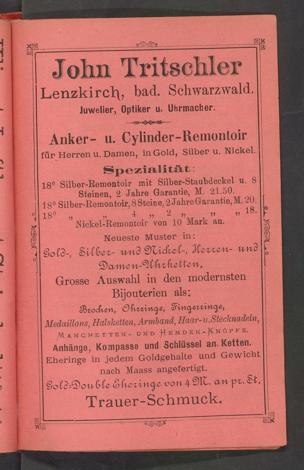 John Tritschler
Lenzkirch, bad. Schwarzwald.
Juwelier, Optiker u. Uhrmacher.
Anker- u. Cylinder-Remontoir
für Herren u. Damen, in Gold, Silber u. Nickel.
Spezialität:
18''' Silber-Remontoir mit Silber-Staubdeckel u. 8
Steinen, 2 Jahre Garantie, M. 21.50.
18''' Silber-Remontoir, 8 Steine, 2 Jahre Garantie, M. 20.
18''' „ „ 4 „ 2 „ „ „ 18.
Nickel-Remontoir von 10 Mark an.
Neueste Muster in:
Gold-, Silber- und Nickel-, Herren- und
Damen-Uhrketten,
Grosse Auswahl in den modernsten
Bijouterien als:
Brochen, Ohrringe, Fingerringe,
Medaillons, Halsketten, Armband, Haar- u. Stecknadeln,
Manchetten- und Hemden-Knöpfe.
Anhänge, Kompasse und Schlüssel an Ketten.
Eheringe in jedem Goldgehalte und Gewicht
nach Maass angefertigt.
Gold-Double Eheringe von 4 M. an pr. St.
Trauer-Schmuck.